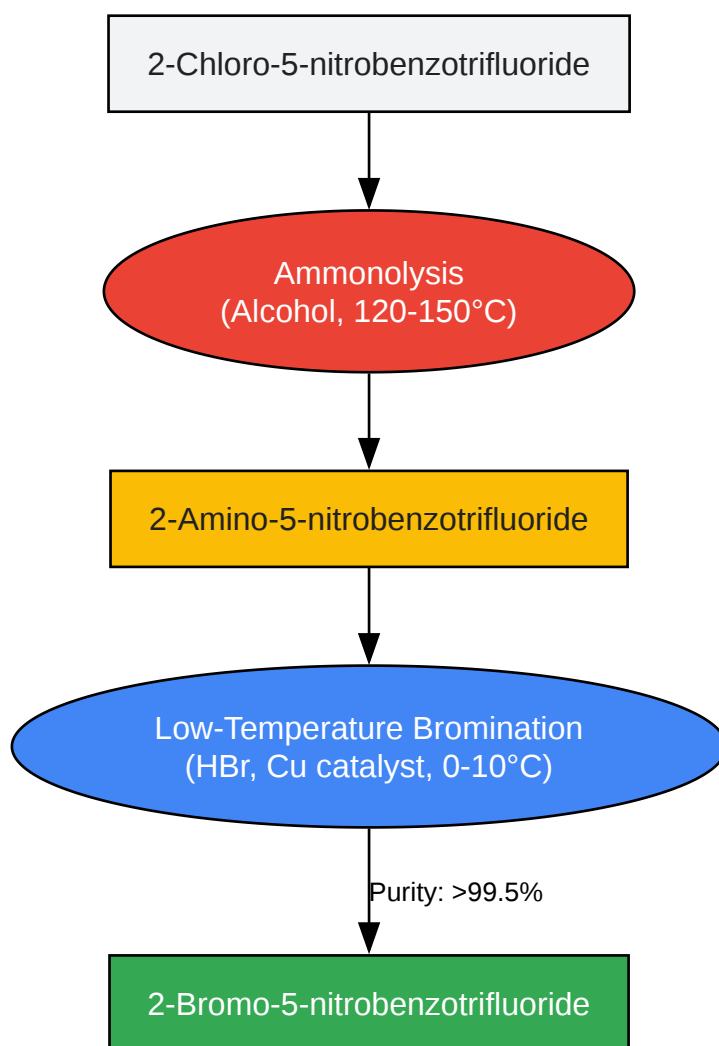 2-Chloro-5-nitrobenzotrifluoride
Ammonolysis
(Alcohol, 120-150°C)
2-Amino-5-nitrobenzotrifluoride
Low-Temperature Bromination
(HBr, Cu catalyst, 0-10°C)
Purity: >99.5%
2-Bromo-5-nitrobenzotrifluoride